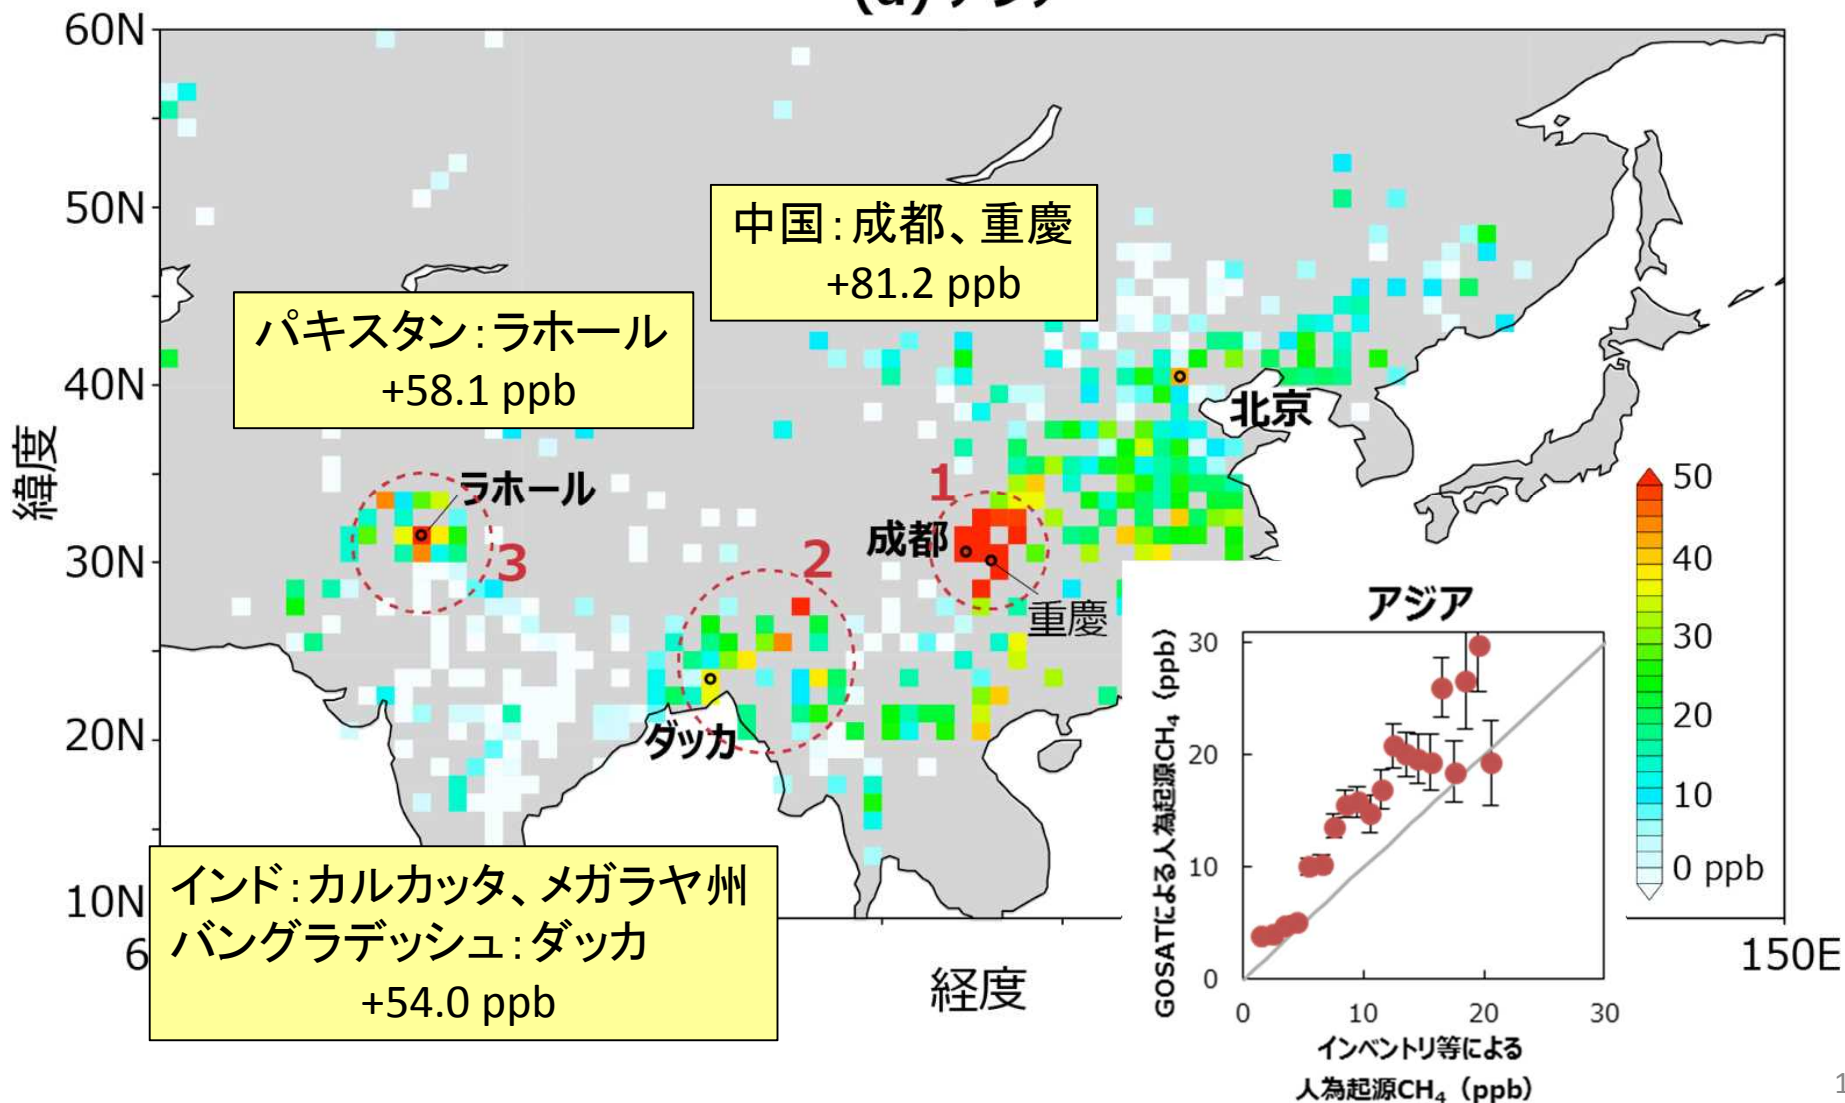 (a) アジア
60N
50N
40N
30N
20N
10N
緯度
中国：成都、重慶
+81.2 ppb
パキスタン：ラホール
+58.1 ppb
北京
ラホール
3
1
成都
2
重慶
ダッカ
インド：カルカッタ、メガラヤ州
バングラデッシュ：ダッカ
+54.0 ppb
6
経度
150E
50
40
30
20
10
0 ppb
アジア
GOSATによる人為起源CH₄（ppb）
30
20
10
0
0 10 20 30
インベントリ等による
人為起源CH₄（ppb）
1